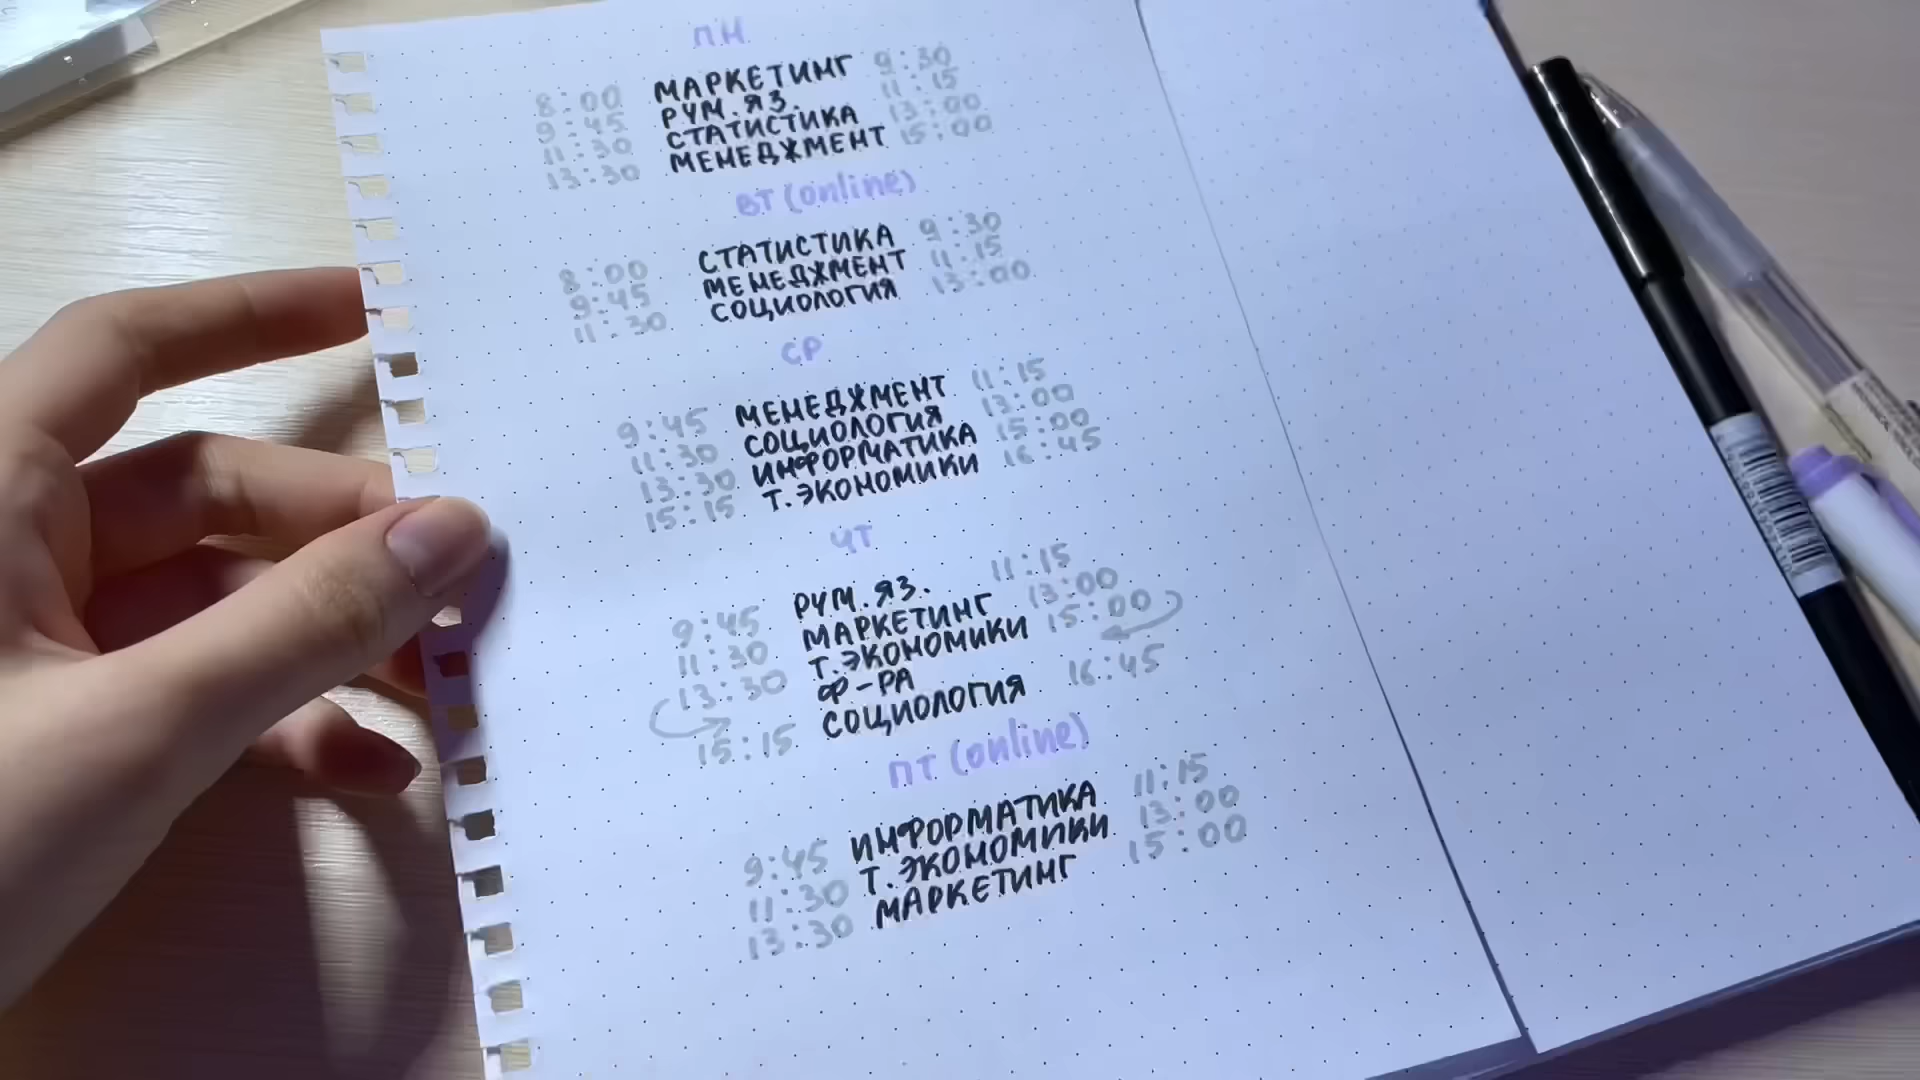 ПН
8:00 МАРКЕТИНГ 9:30
9:45 РУМ.ЯЗ. 11:15
11:30 СТАТИСТИКА 13:00
13:30 МЕНЕДЖМЕНТ 15:00
ВТ (online)
8:00 СТАТИСТИКА 9:30
9:45 МЕНЕДЖМЕНТ 11:15
11:30 СОЦИОЛОГИЯ 13:00
СР
9:45 МЕНЕДЖМЕНТ 11:15
11:30 СОЦИОЛОГИЯ 13:00
13:30 ИНФОРМАТИКА 15:00
15:15 Т.ЭКОНОМИКИ 16:45
ЧТ
9:45 РУМ.ЯЗ. 11:15
11:30 МАРКЕТИНГ 13:00
13:30 Т.ЭКОНОМИКИ 15:00
Ф-РА
15:15 СОЦИОЛОГИЯ 16:45
ПТ (online)
9:45 ИНФОРМАТИКА 11:15
11:30 Т.ЭКОНОМИКИ 13:00
13:30 МАРКЕТИНГ 15:00